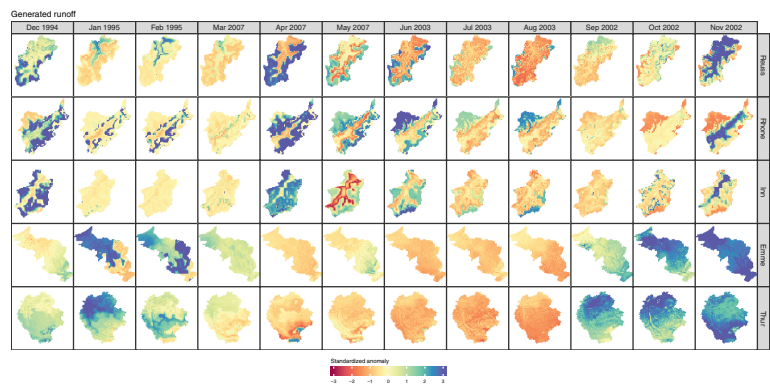 Generated runoff
Dec 1994 Jan 1995 Feb 1995 Mar 2007 Apr 2007 May 2007 Jun 2003 Jul 2003 Aug 2003 Sep 2002 Oct 2002 Nov 2002
Reuss
Rhone
Inn
Emme
Thur
Standardized anomaly
−3 −2 −1 0 1 2 3